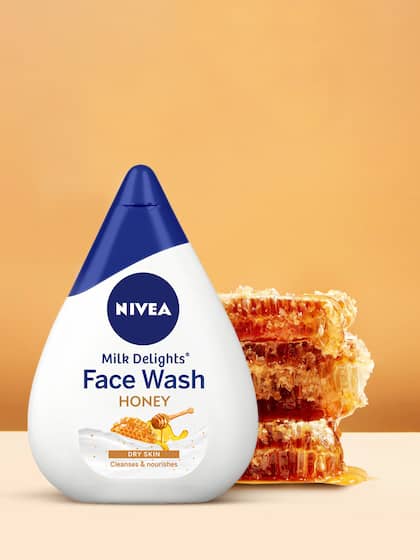 NIVEA
Milk Delights®
Face Wash
HONEY
DRY SKIN
Cleanses & nourishes